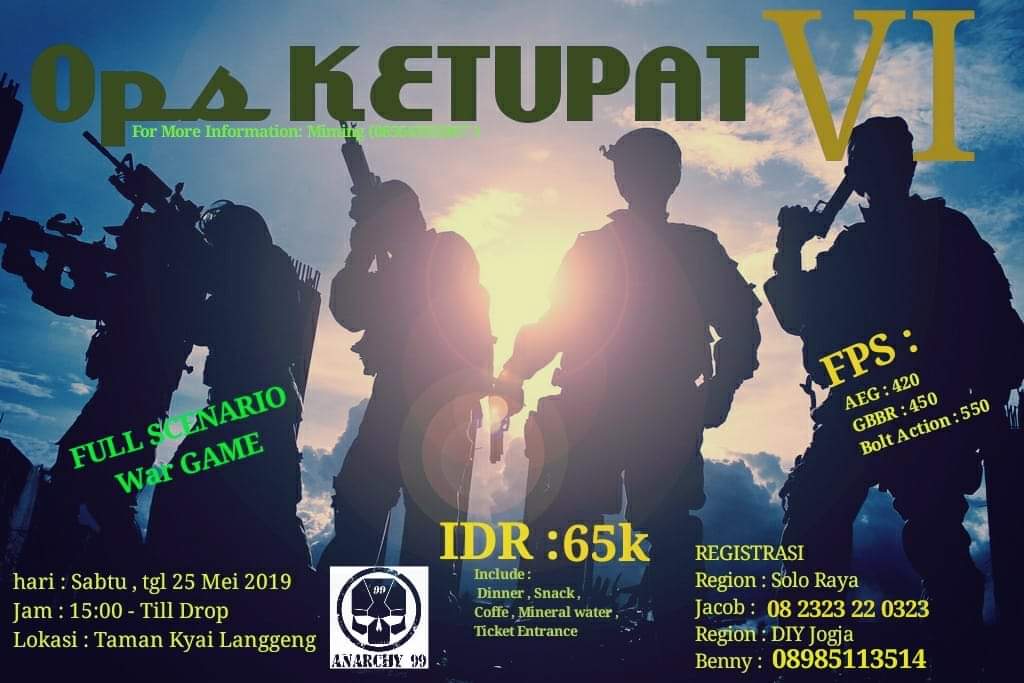 Ops KETUPAT VI
For More Information: Miming
FULL SCENARIO
War GAME
FPS :
AEG : 420
GBBR : 450
Bolt Action : 550
IDR : 65k
Include :
Dinner , Snack ,
Coffe , Mineral water ,
Ticket Entrance
hari : Sabtu , tgl 25 Mei 2019
Jam : 15:00 - Till Drop
Lokasi : Taman Kyai Langgeng
99
ANARCHY 99
REGISTRASI
Region : Solo Raya
Jacob : 08 2323 22 0323
Region : DIY Jogja
Benny : 08985113514